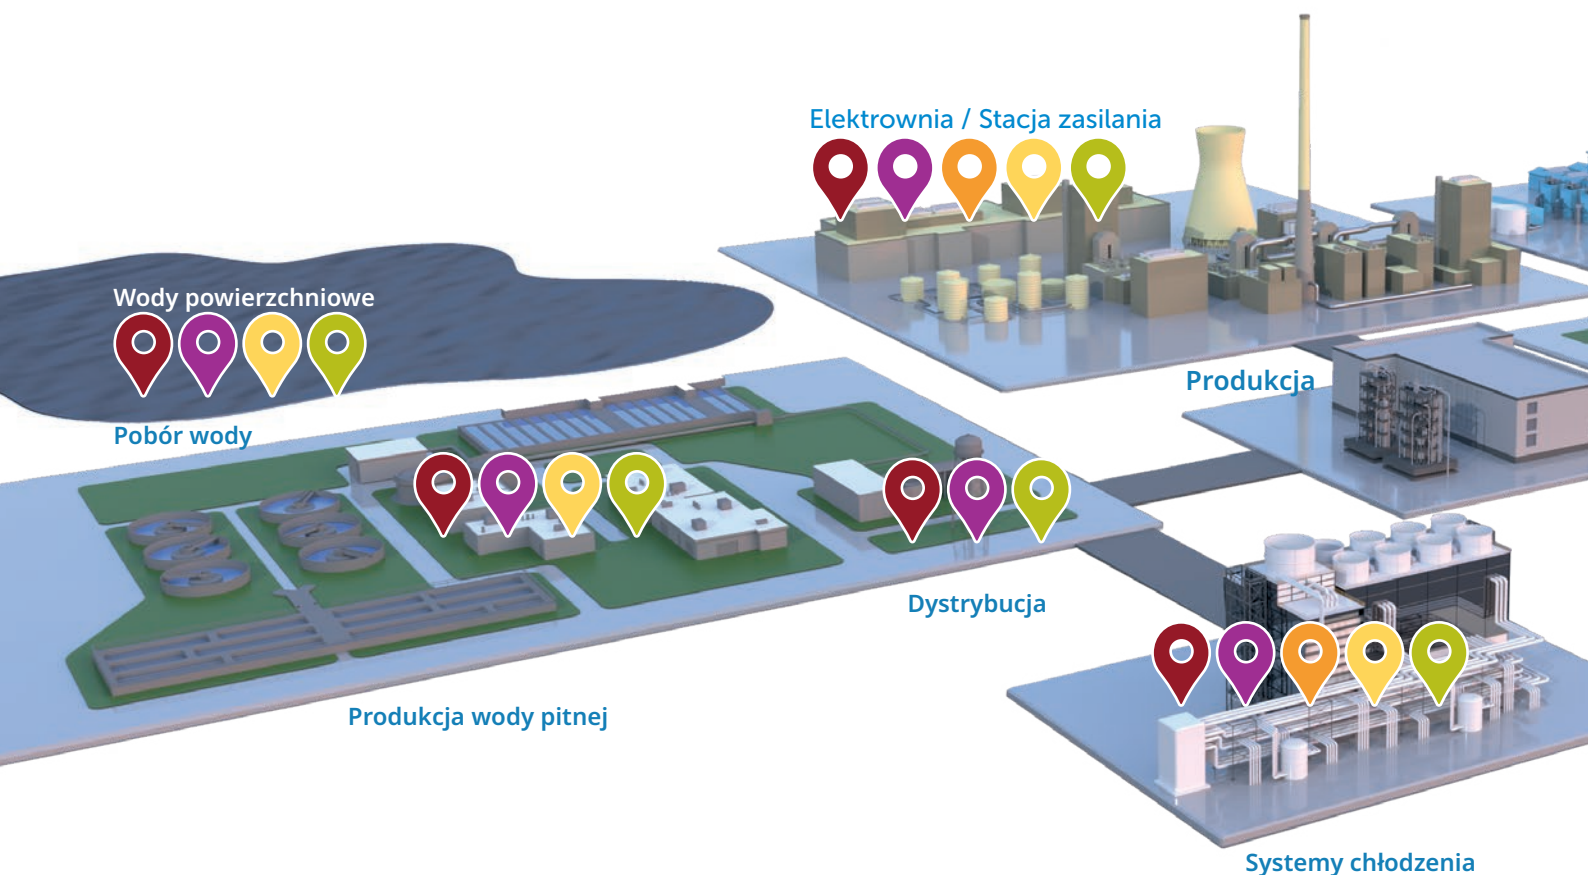 Elektrownia / Stacja zasilania
Wody powierzchniowe
Produkcja
Pobór wody
Dystrybucja
Produkcja wody pitnej
Systemy chłodzenia